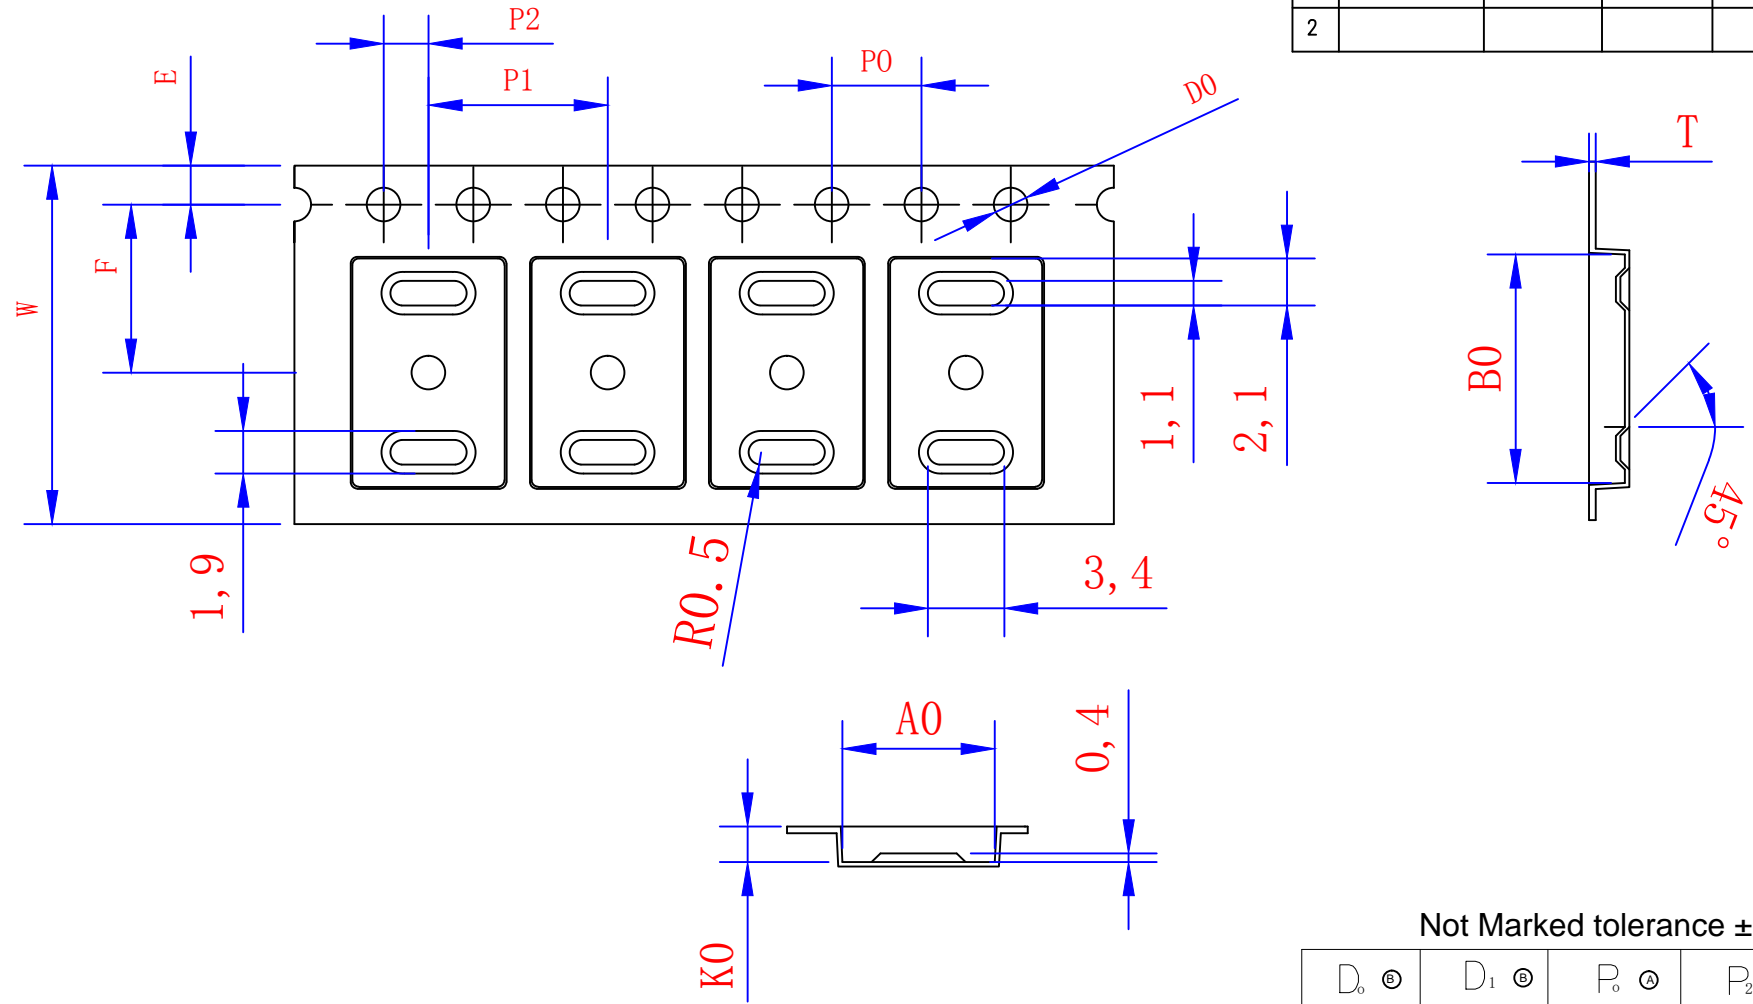 2
P2
E
P1
P0
D0
T
F
W
B0
1,1
2,1
45°
1,9
R0.5
3,4
A0
0,4
K0
Not Marked tolerance ±
D₀ Ⓑ D₁ Ⓑ P₀ Ⓐ P₂